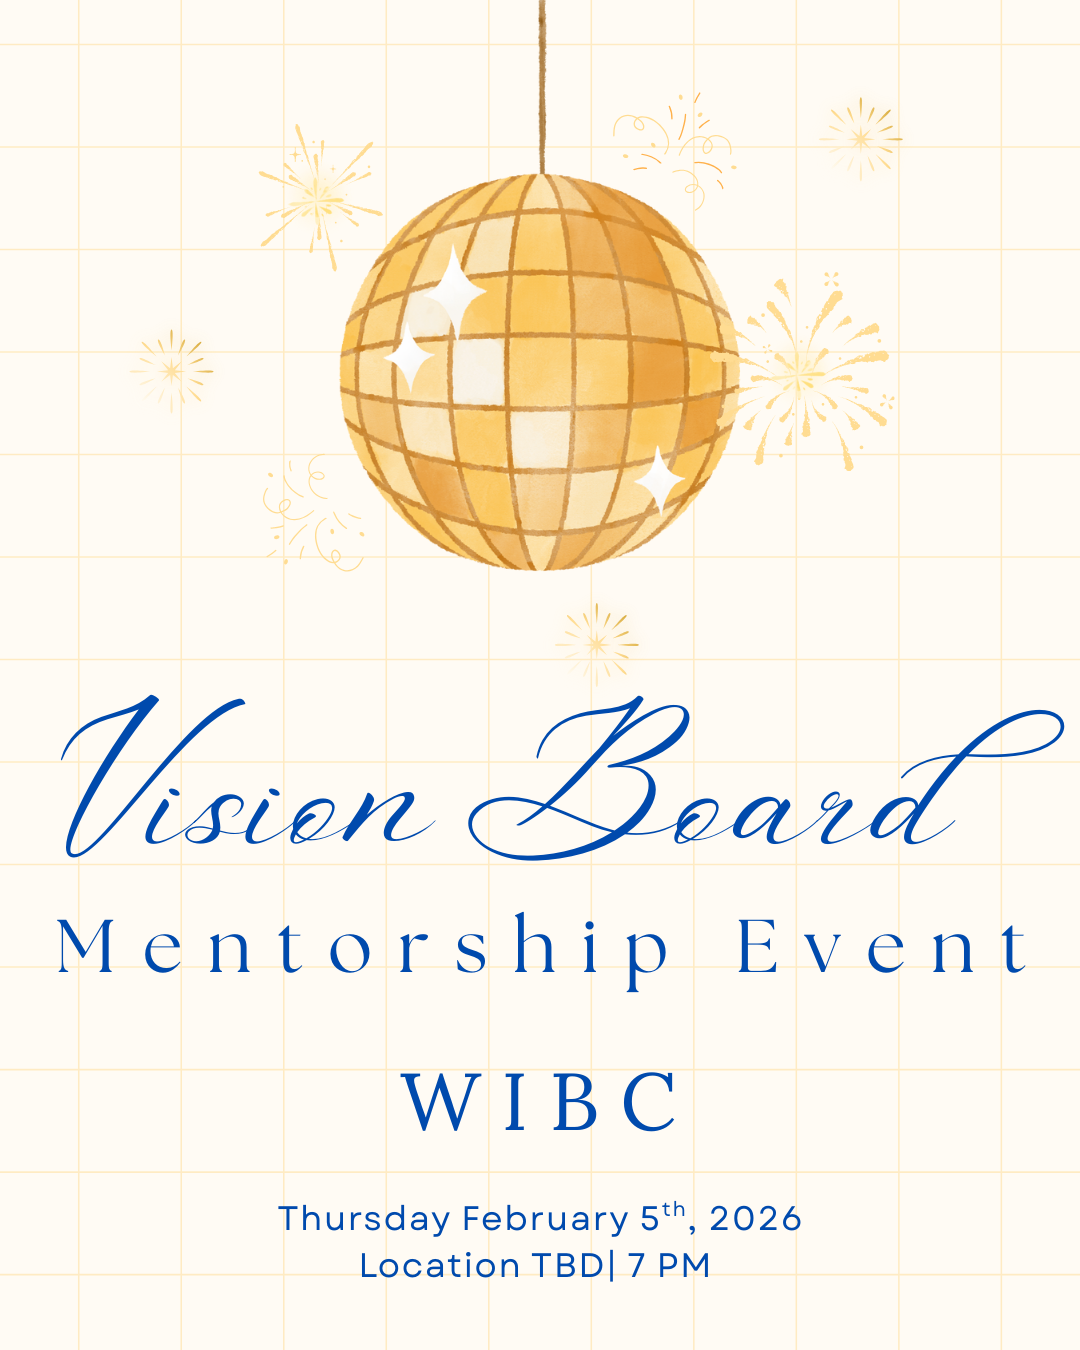 Vision Board
Mentorship Event
WIBC
Thursday February 5th, 2026
Location TBD| 7 PM